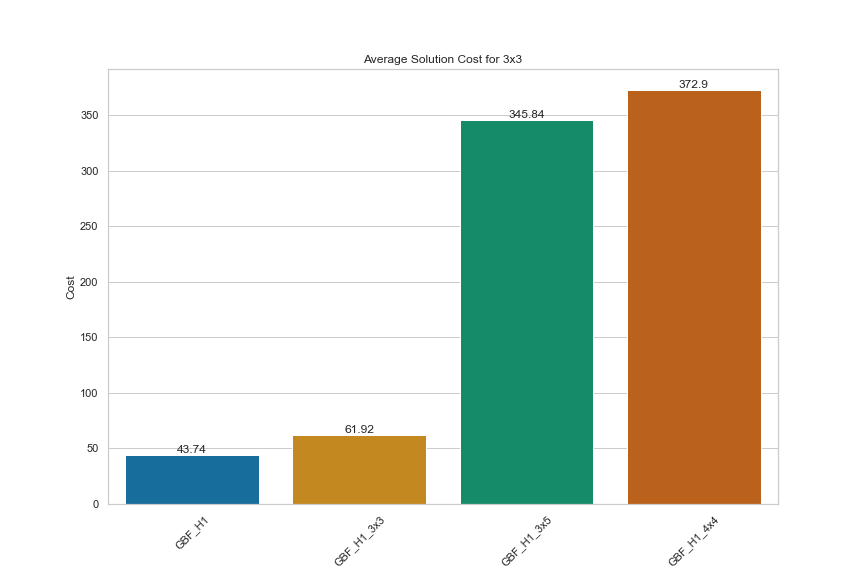 Average Solution Cost for 3x3
372.9
350
345.84
300
250
200
Cost
150
100
61.92
50
43.74
0
GBF_H1
GBF_H1_3x3
GBF_H1_3x5
GBF_H1_4x4